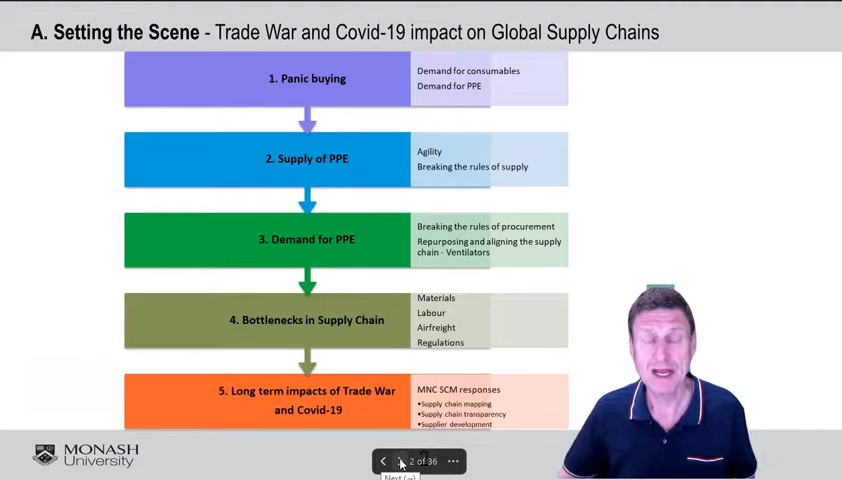 A. Setting the Scene - Trade War and Covid-19 impact on Global Supply Chains
1. Panic buying
Demand for consumables
Demand for PPE
2. Supply of PPE
Agility
Breaking the rules of supply
3. Demand for PPE
Breaking the rules of procurement
Repurposing and aligning the supply
chain - Ventilators
4. Bottlenecks in Supply Chain
Materials
Labour
Airfreight
Regulations
5. Long term impacts of Trade War
and Covid-19
MNC SCM responses
•Supply chain mapping
•Supply chain transparency
•Supplier development
MONASH
University
2 of 36
Next (→)